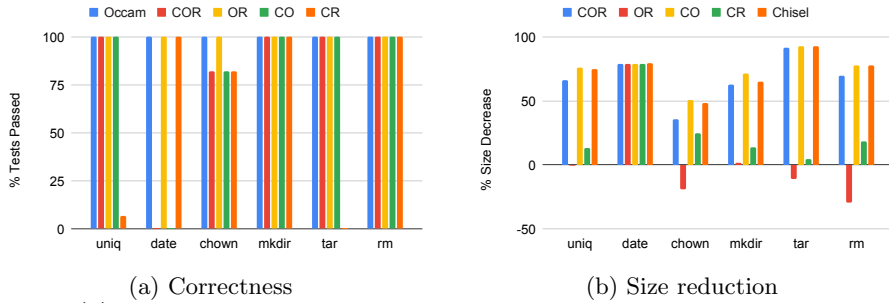 Occam COR OR CO CR
% Tests Passed
100
75
50
25
0
uniq date chown mkdir tar rm
(a) Correctness
COR OR CO CR Chisel
% Size Decrease
100
50
0
-50
uniq date chown mkdir tar rm
(b) Size reduction